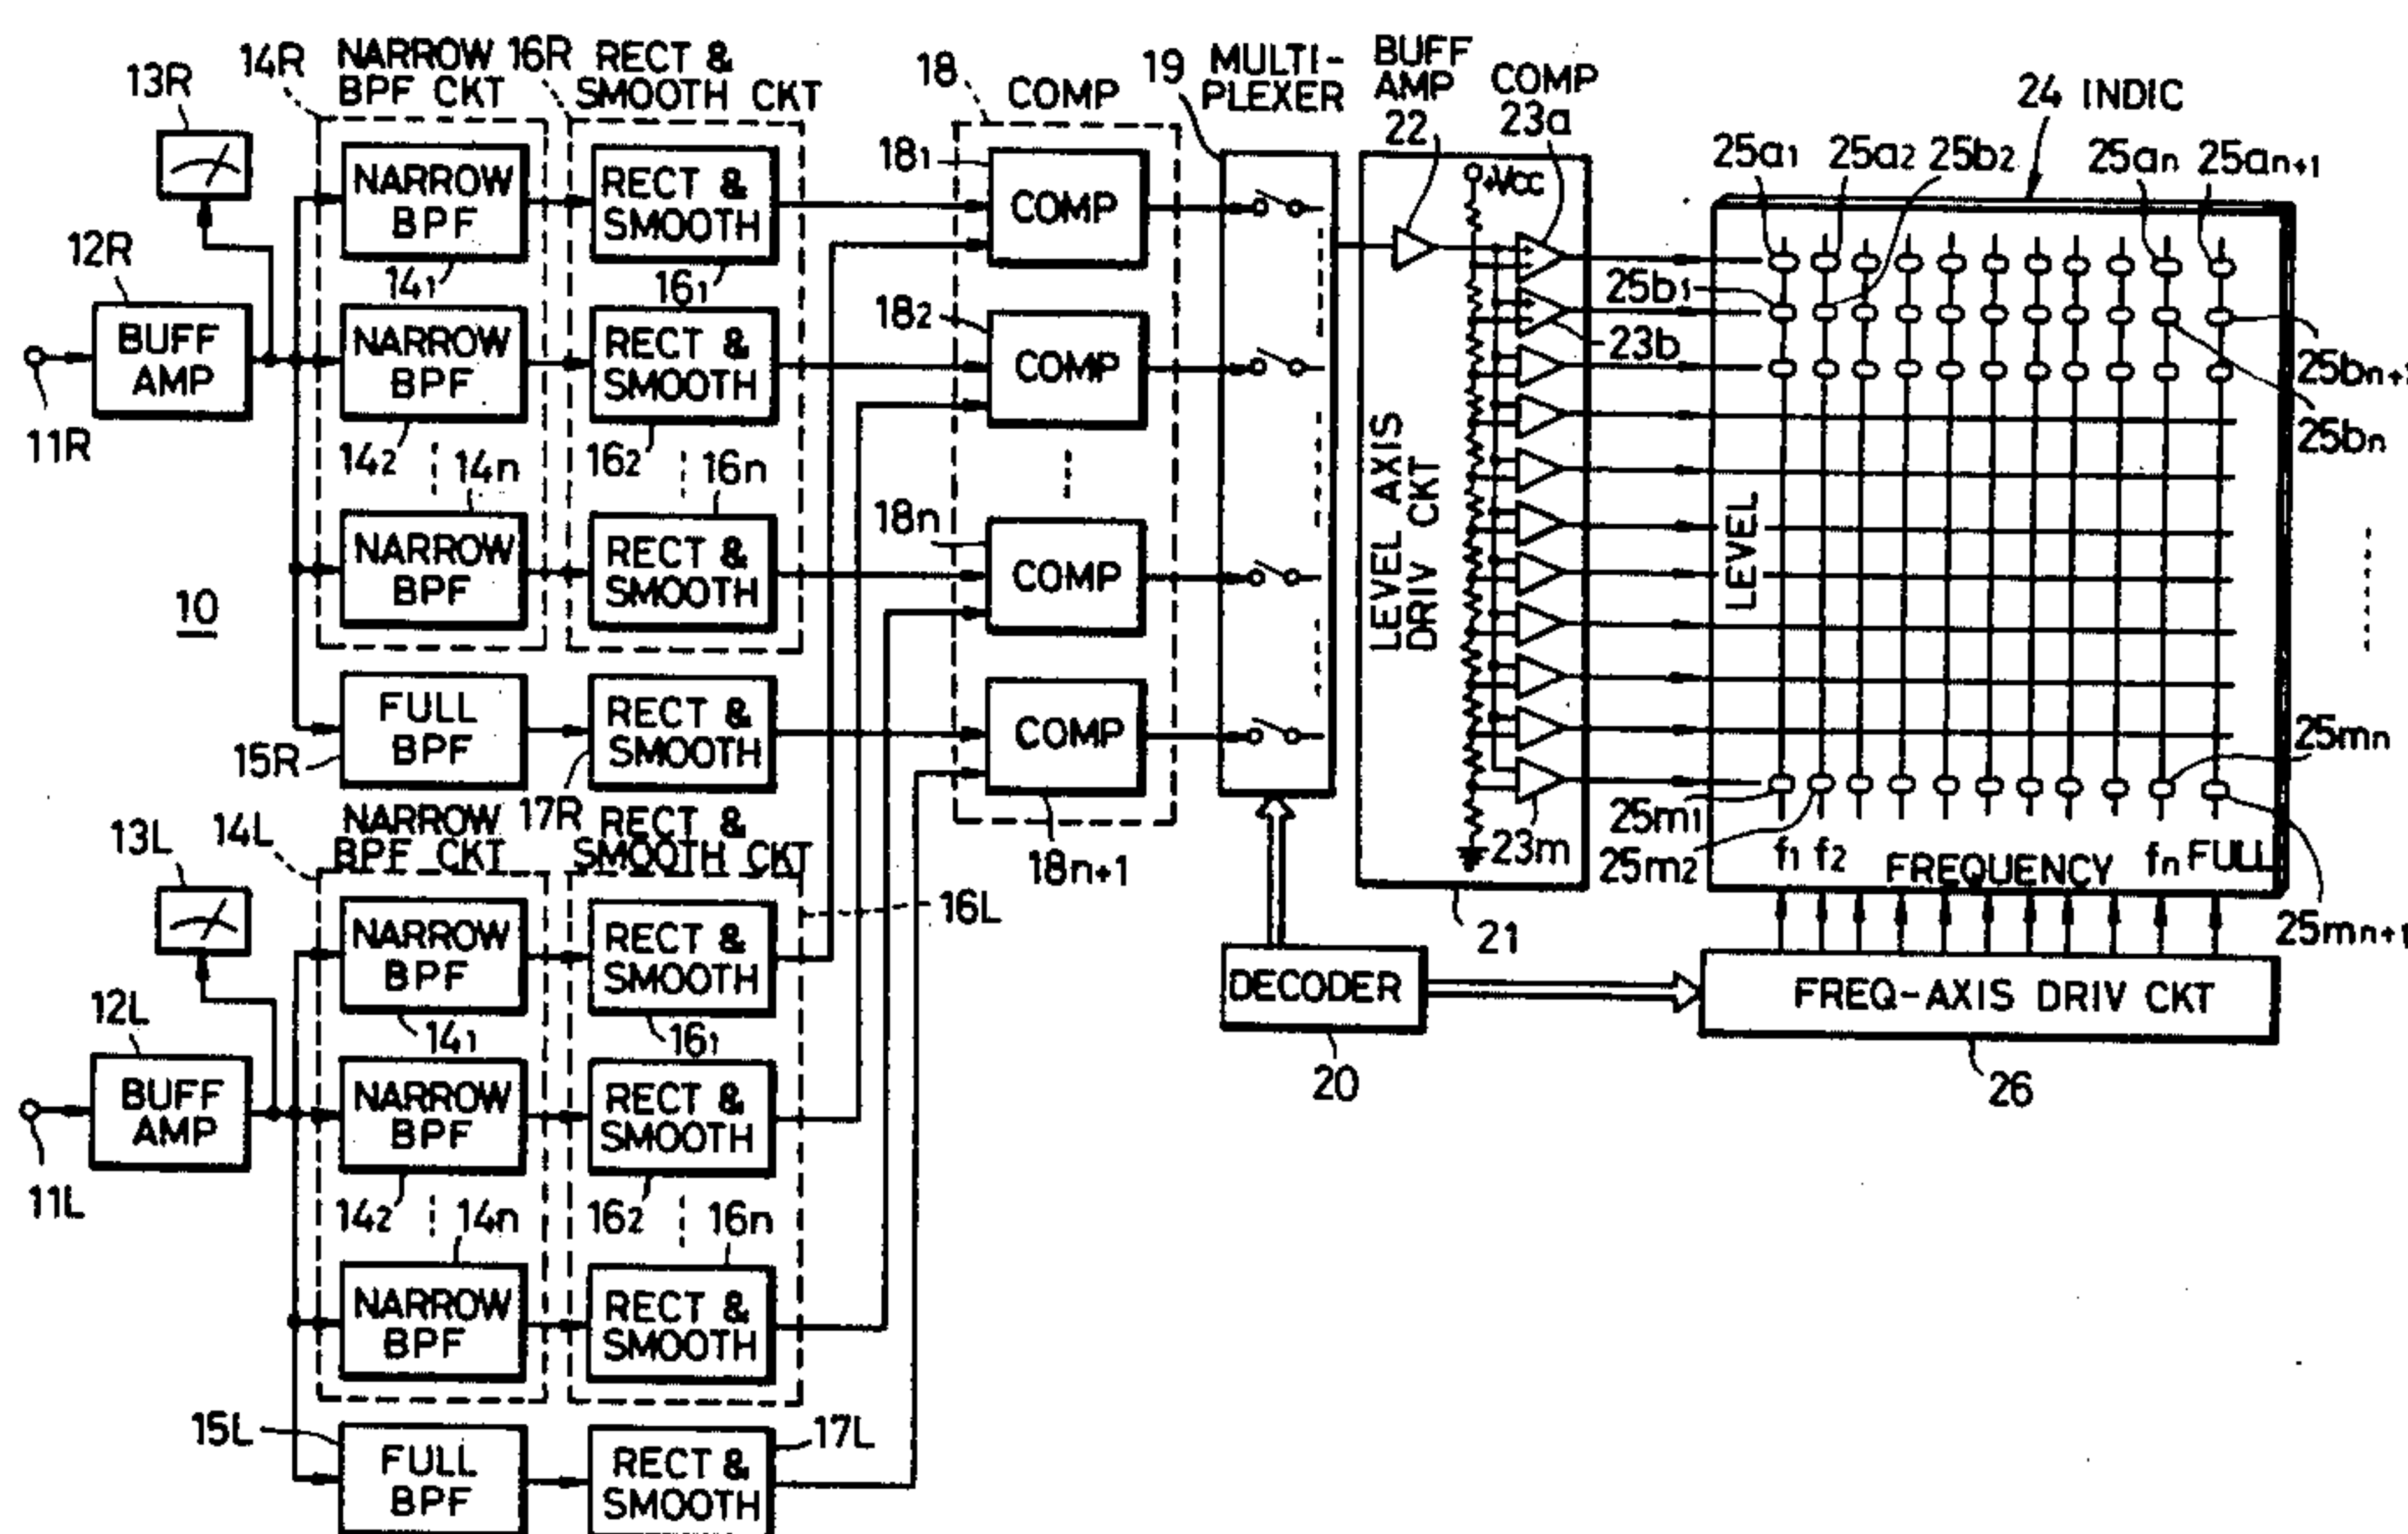 14R NARROW 16R RECT &
BPF CKT SMOOTH CKT
13R
18
COMP
19 MULTI-
PLEXER
BUFF
AMP
22
COMP
23a
24 INDIC
12R
NARROW
BPF
141
RECT &
SMOOTH
161
181
COMP
+Vcc
25a1 25a2 25b2 25an 25an+1
BUFF
AMP
11R
NARROW
BPF
142
14n
RECT &
SMOOTH
162
16n
182
COMP
25b1
23b
25bn+1
25bn
10
NARROW
BPF
RECT &
SMOOTH
18n
COMP
LEVEL AXIS
DRIV CKT
LEVEL
FULL
BPF
15R
RECT &
SMOOTH
17R
COMP
18n+1
23m
21
25mn
25m1
25m2
f1 f2 FREQUENCY fn FULL
25mn+1
14L
NARROW
BPF CKT
RECT &
SMOOTH CKT
13L
16L
12L
NARROW
BPF
141
RECT &
SMOOTH
161
DECODER
20
FREQ-AXIS DRIV CKT
26
BUFF
AMP
11L
NARROW
BPF
142
14n
RECT &
SMOOTH
162
16n
NARROW
BPF
RECT &
SMOOTH
15L
FULL
BPF
RECT &
SMOOTH
17L